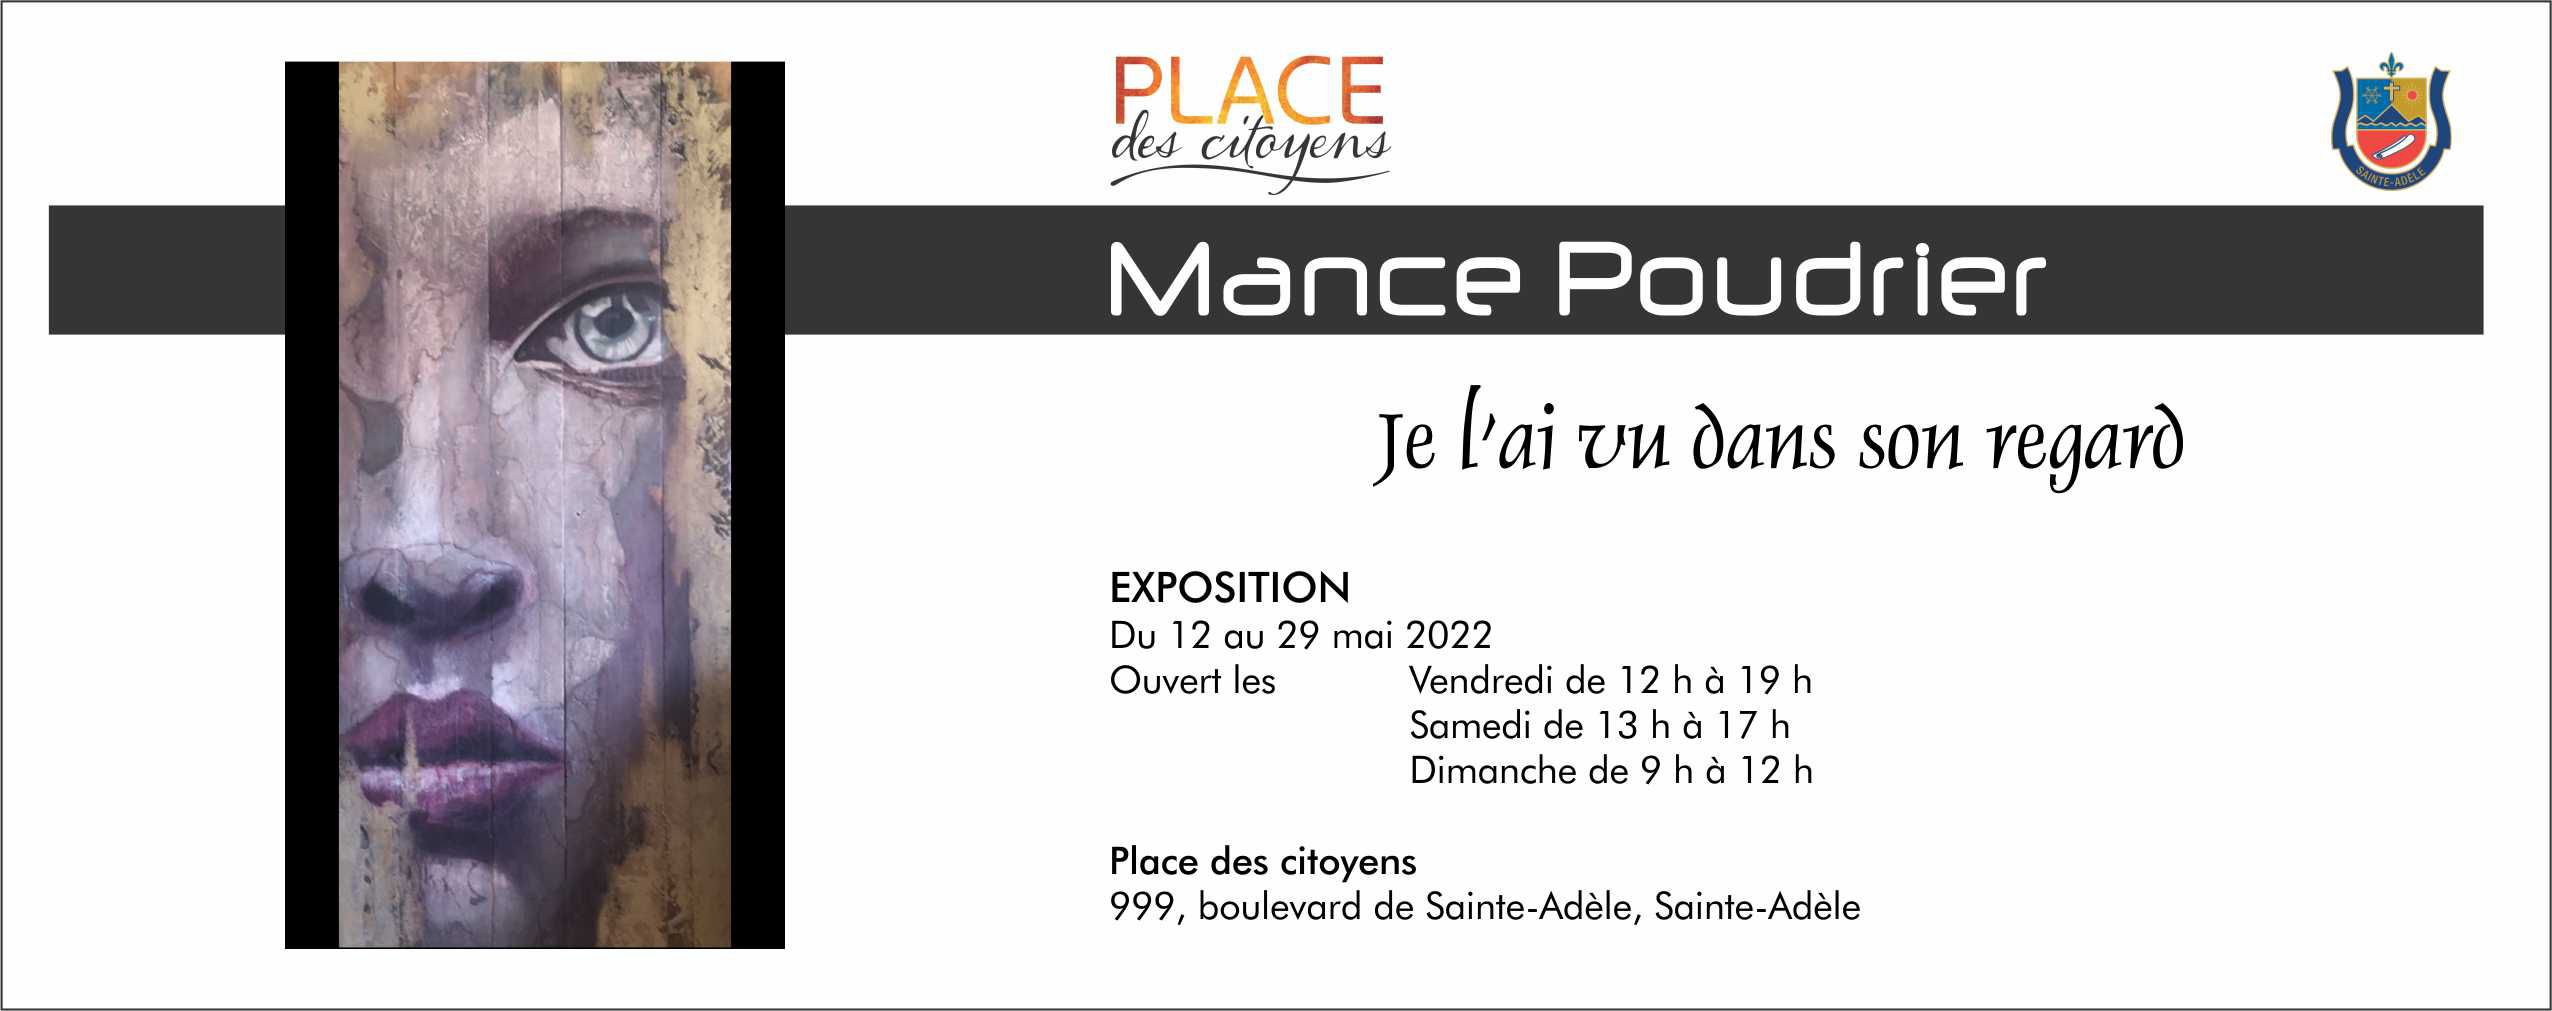 PLACE
des citoyens
SAINTE-ADÈLE
Mance Poudrier
Je l'ai vu dans son regard
EXPOSITION
Du 12 au 29 mai 2022
Ouvert les Vendredi de 12 h à 19 h
Samedi de 13 h à 17 h
Dimanche de 9 h à 12 h
Place des citoyens
999, boulevard de Sainte-Adèle, Sainte-Adèle